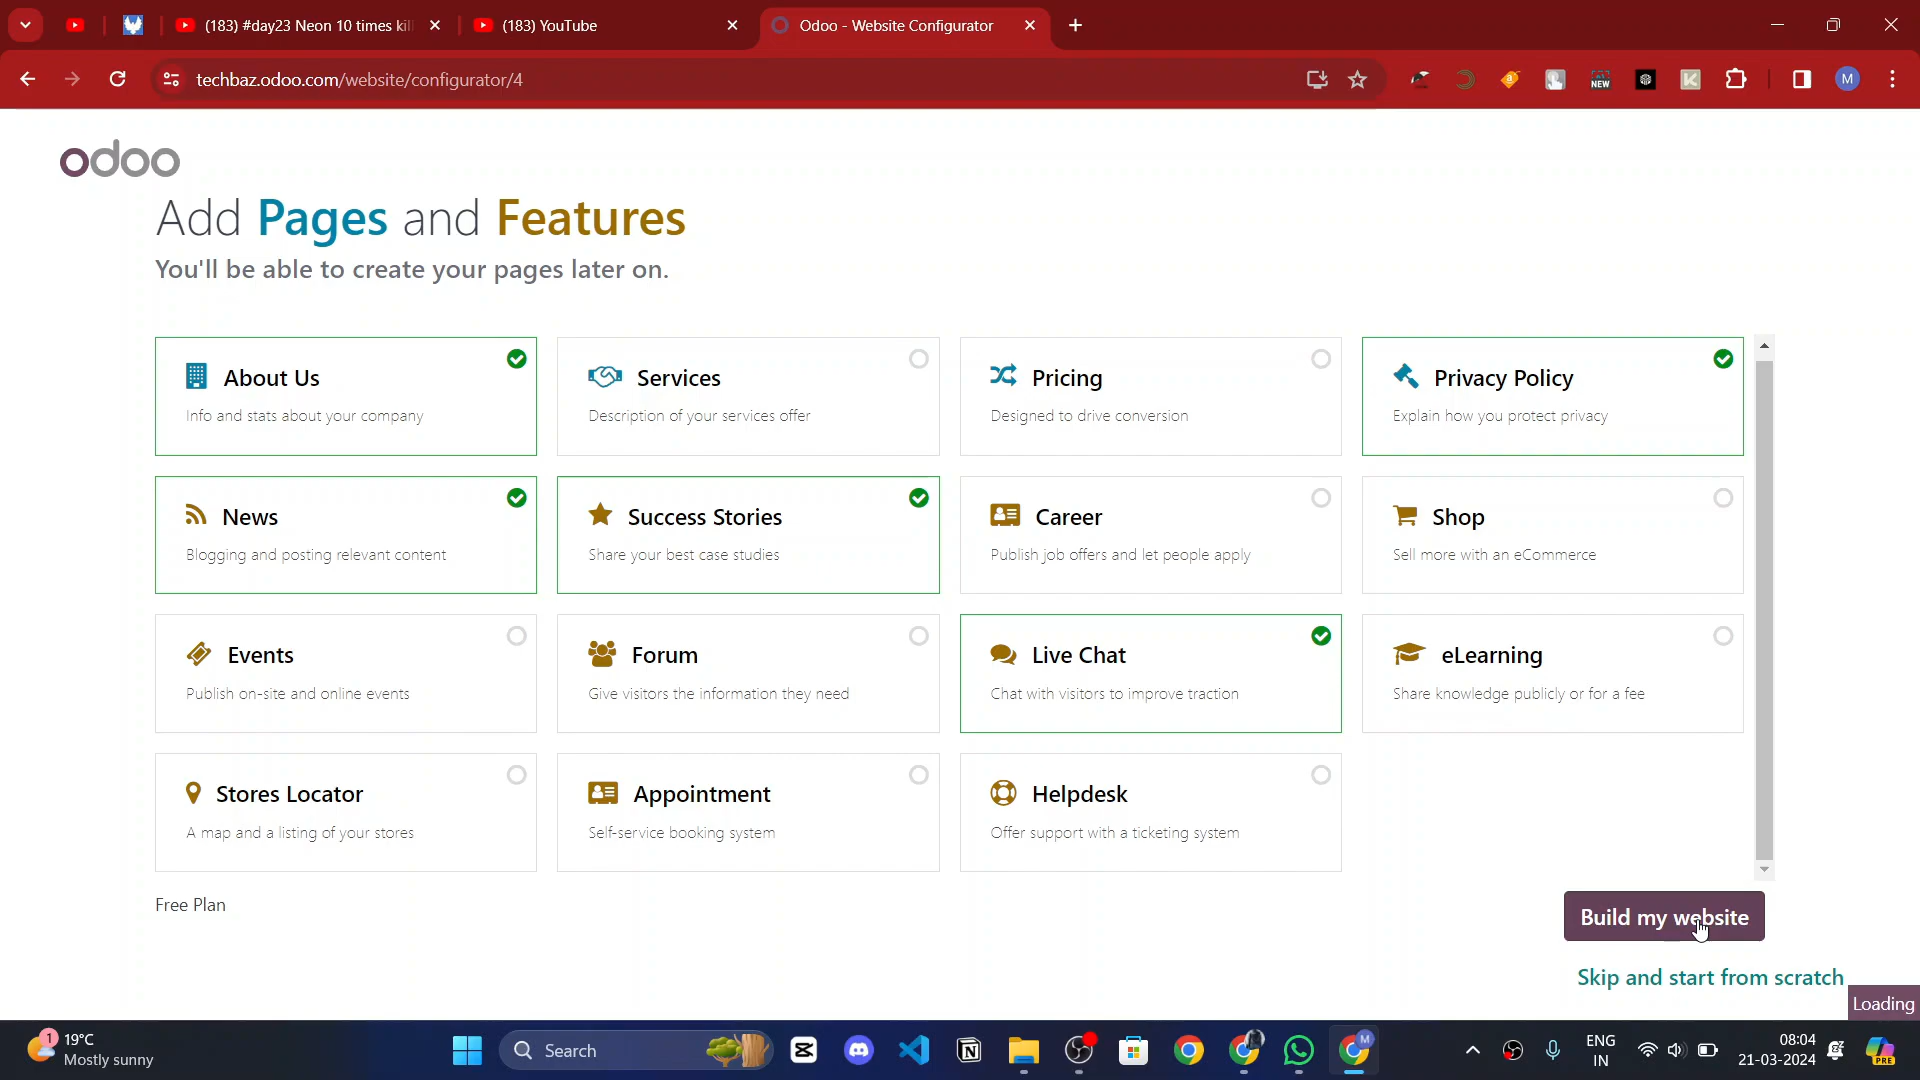 (183) #day23 Neon 10 times kil
(183) YouTube
Odoo - Website Configurator
techbaz.odoo.com/website/configurator/4
NEW
K
M
odoo
Add Pages and Features
You'll be able to create your pages later on.
About Us
Info and stats about your company
Services
Description of your services offer
Pricing
Designed to drive conversion
Privacy Policy
Explain how you protect privacy
News
Blogging and posting relevant content
Success Stories
Share your best case studies
Career
Publish job offers and let people apply
Shop
Sell more with an eCommerce
Events
Publish on-site and online events
Forum
Give visitors the information they need
Live Chat
Chat with visitors to improve traction
eLearning
Share knowledge publicly or for a fee
Stores Locator
A map and a listing of your stores
Appointment
Self-service booking system
Helpdesk
Offer support with a ticketing system
Free Plan
Build my website
Skip and start from scratch
Loading
1
19°C
Mostly sunny
Search
M
ENG
IN
08:04
21-03-2024
PRE